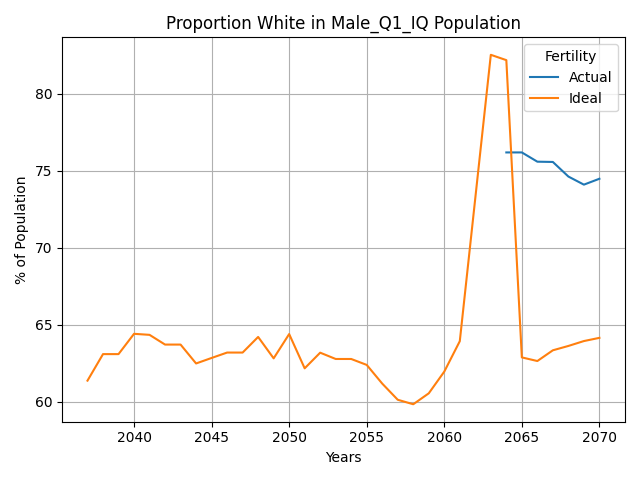 Proportion White in Male_Q1_IQ Population
Fertility
Actual
Ideal
80
75
70
65
60
% of Population
2040
2045
2050
2055
2060
2065
2070
Years